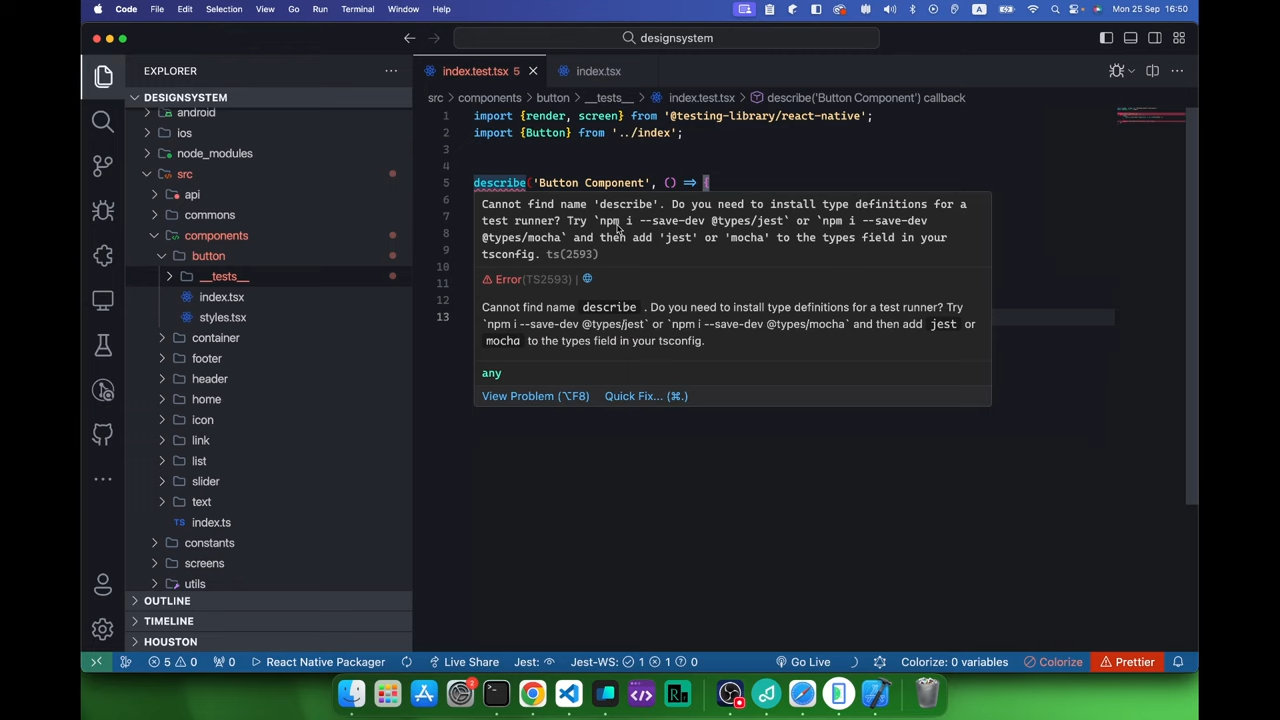 Code File Edit Selection View Go Run Terminal Window Help
A
Mon 25 Sep 16:50
designsystem
EXPLORER
index.test.tsx 5
index.tsx
DESIGNSYSTEM
src
components
button
__tests__
index.test.tsx
describe('Button Component') callback
android
ios
node_modules
src
api
commons
components
button
__tests__
index.tsx
styles.tsx
container
footer
header
home
icon
link
list
slider
text
index.ts
constants
screens
utils
OUTLINE
TIMELINE
HOUSTON
1 import {render, screen} from '@testing-library/react-native';
2 import {Button} from '../index';
3
4
5 describe('Button Component', () => {
6
7
8
9
10
11
12
13
Cannot find name 'describe'. Do you need to install type definitions for a
test runner? Try `npm i --save-dev @types/jest` or `npm i --save-dev
@types/mocha` and then add 'jest' or 'mocha' to the types field in your
tsconfig. ts(2593)
Error(TS2593) |
Cannot find name describe . Do you need to install type definitions for a test runner? Try
`npm i --save-dev @types/jest` or `npm i --save-dev @types/mocha` and then add jest or
mocha to the types field in your tsconfig.
any
View Problem (⌥F8) Quick Fix... (⌘.)
5 0 0 React Native Package Live Share Jest: Jest-WS: 1 1 0 Go Live Colorize: 0 variables Colorize Prettier
2